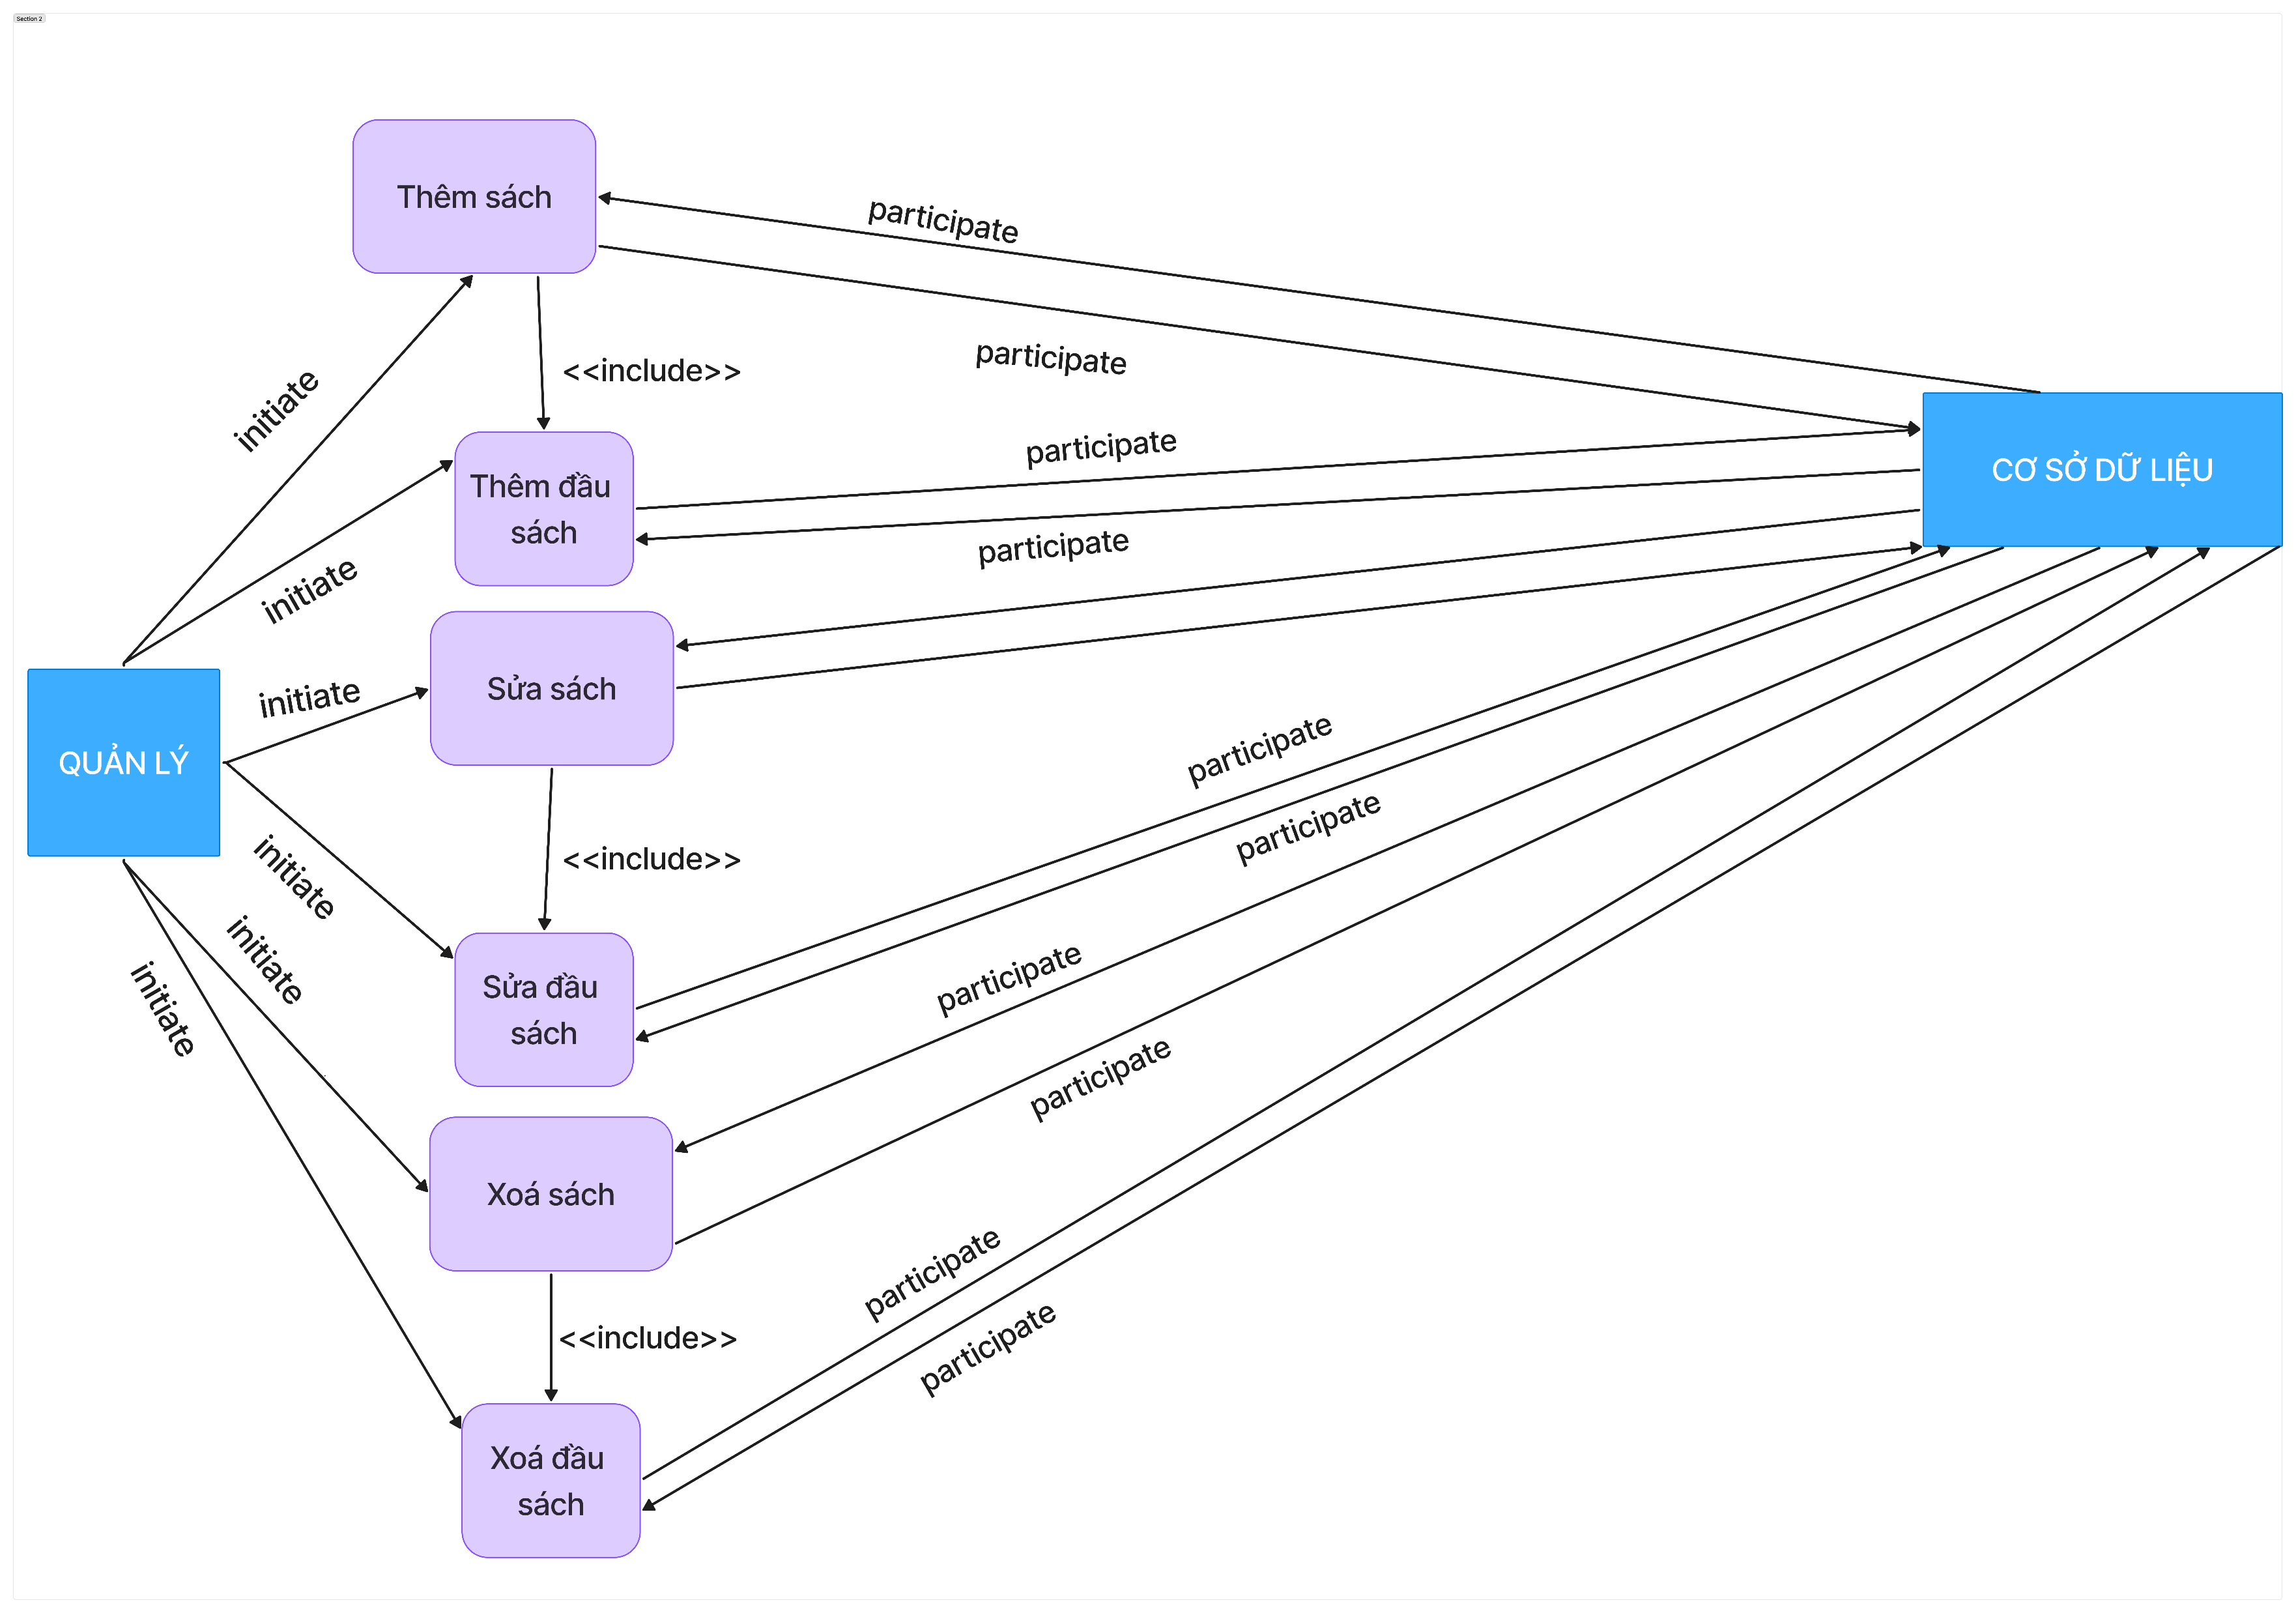 Section 2
Thêm sách
participate
participate
<<include>>
initiate
participate
CƠ SỞ DỮ LIỆU
Thêm đầu
sách
participate
initiate
Sửa sách
initiate
QUẢN LÝ
participate
participate
<<include>>
initiate
initiate
initiate
participate
Sửa đầu
sách
participate
Xoá sách
participate
<<include>>
participate
Xoá đầu
sách